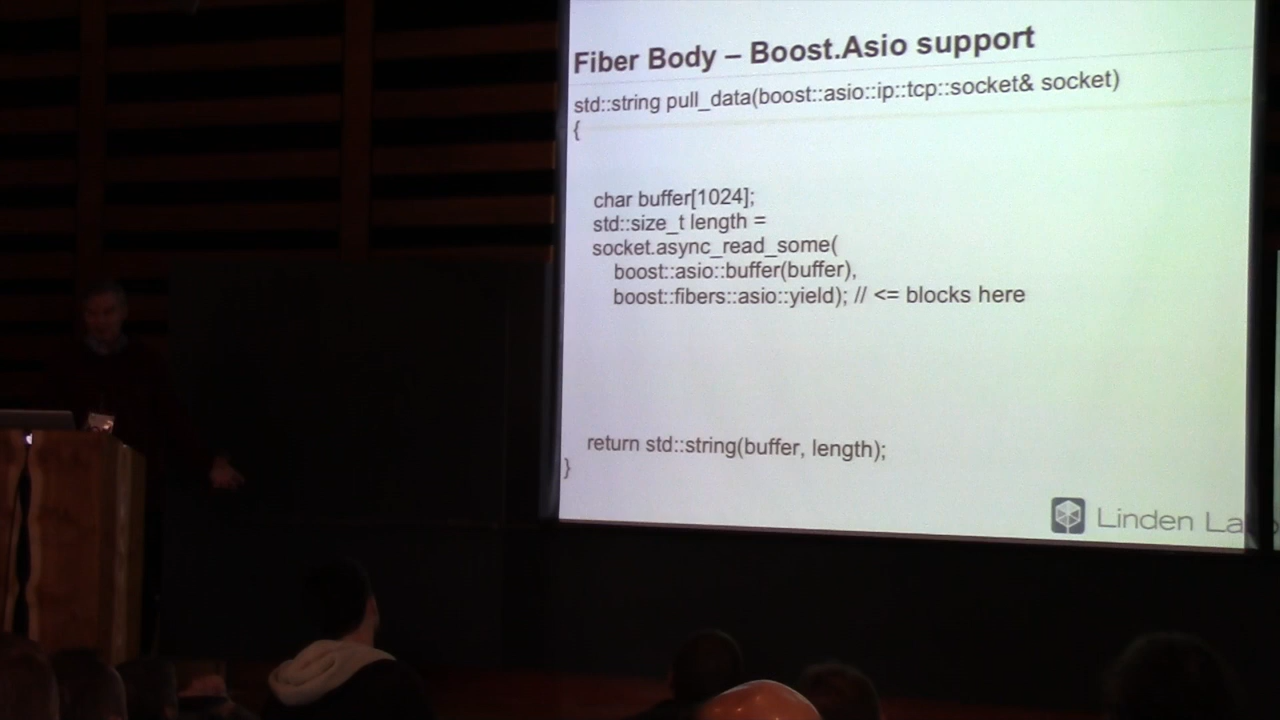 Fiber Body – Boost.Asio support
std::string pull_data(boost::asio::ip::tcp::socket& socket)
{
char buffer[1024];
std::size_t length =
socket.async_read_some(
boost::asio::buffer(buffer),
boost::fibers::asio::yield); // <= blocks here
return std::string(buffer, length);
}
Linden La